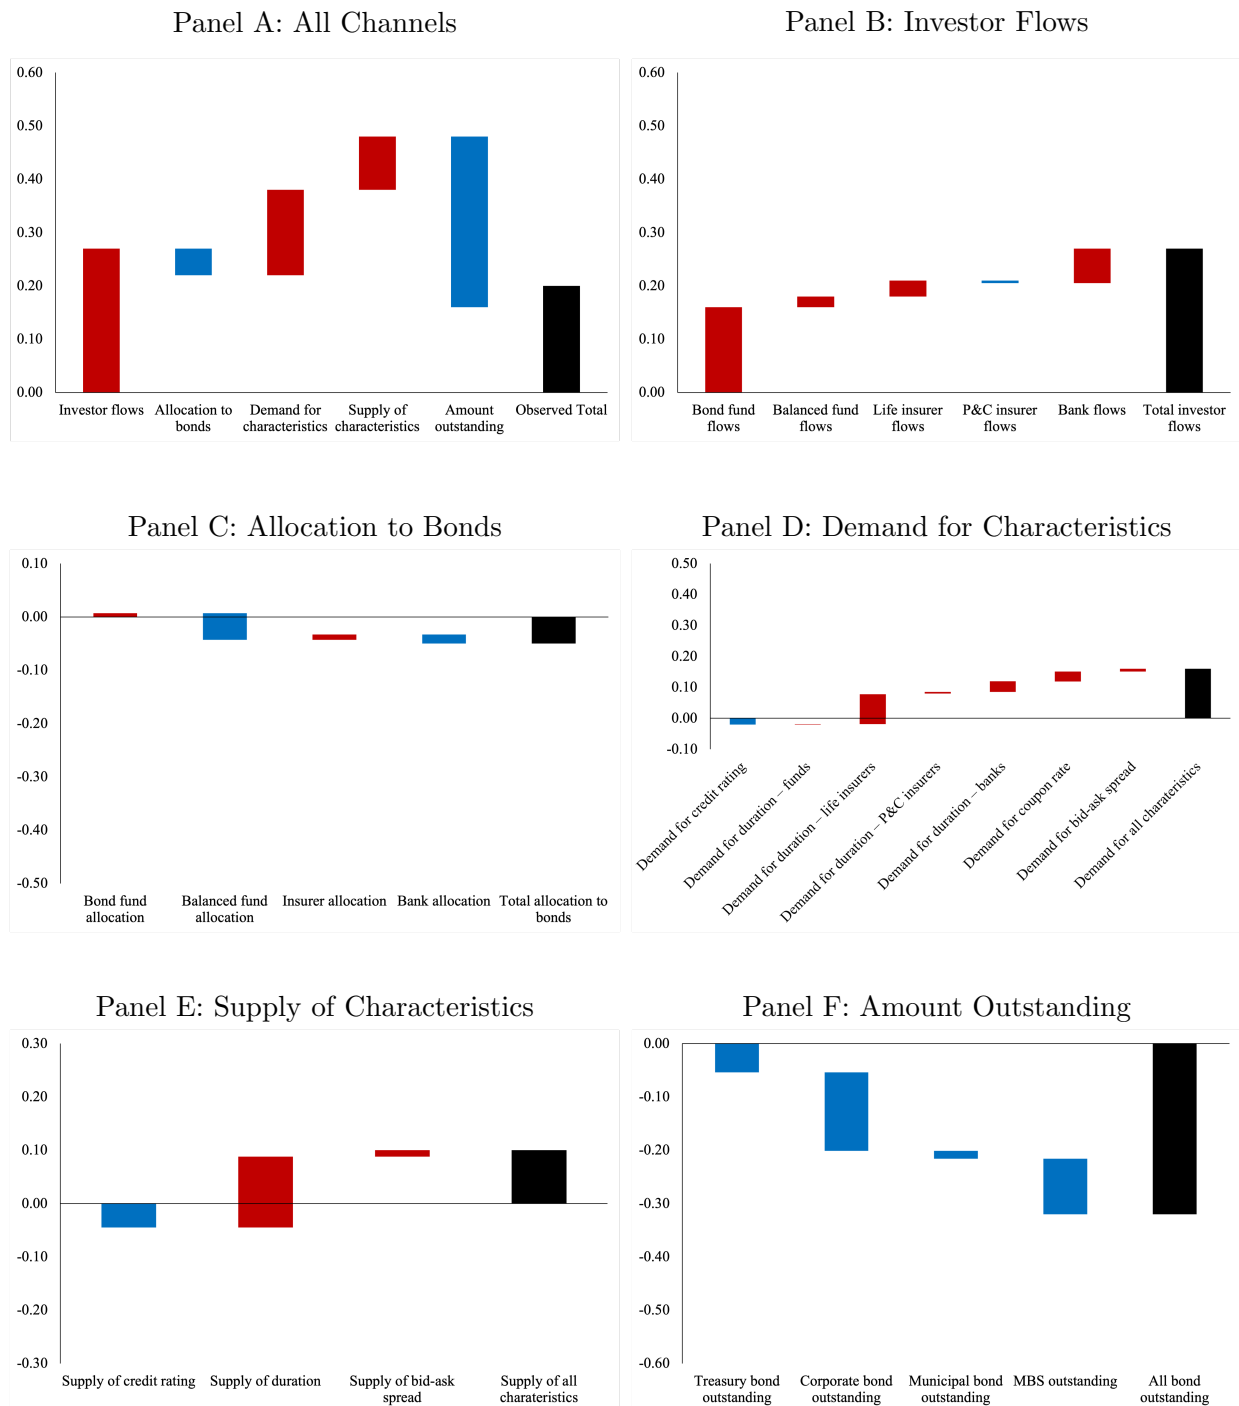 Panel A: All Channels
0.60
0.50
0.40
0.30
0.20
0.10
0.00
Investor flows
Allocation to
bonds
Demand for
characteristics
Supply of
characteristics
Amount
outstanding
Observed Total
Panel B: Investor Flows
0.60
0.50
0.40
0.30
0.20
0.10
0.00
Bond fund
flows
Balanced fund
flows
Life insurer
flows
P&C insurer
flows
Bank flows
Total investor
flows
Panel C: Allocation to Bonds
0.10
0.00
-0.10
-0.20
-0.30
-0.40
-0.50
Bond fund
allocation
Balanced fund
allocation
Insurer allocation
Bank allocation
Total allocation to
bonds
Panel D: Demand for Characteristics
0.50
0.40
0.30
0.20
0.10
0.00
-0.10
Demand for credit rating
Demand for duration – funds
Demand for duration – life insurers
Demand for duration – P&C insurers
Demand for duration – banks
Demand for coupon rate
Demand for bid-ask spread
Demand for all charateristics
Panel E: Supply of Characteristics
0.30
0.20
0.10
0.00
-0.10
-0.20
-0.30
Supply of credit rating
Supply of duration
Supply of bid-ask
spread
Supply of all
charateristics
Panel F: Amount Outstanding
0.00
-0.10
-0.20
-0.30
-0.40
-0.50
-0.60
Treasury bond
outstanding
Corporate bond
outstanding
Municipal bond
outstanding
MBS outstanding
All bond
outstanding